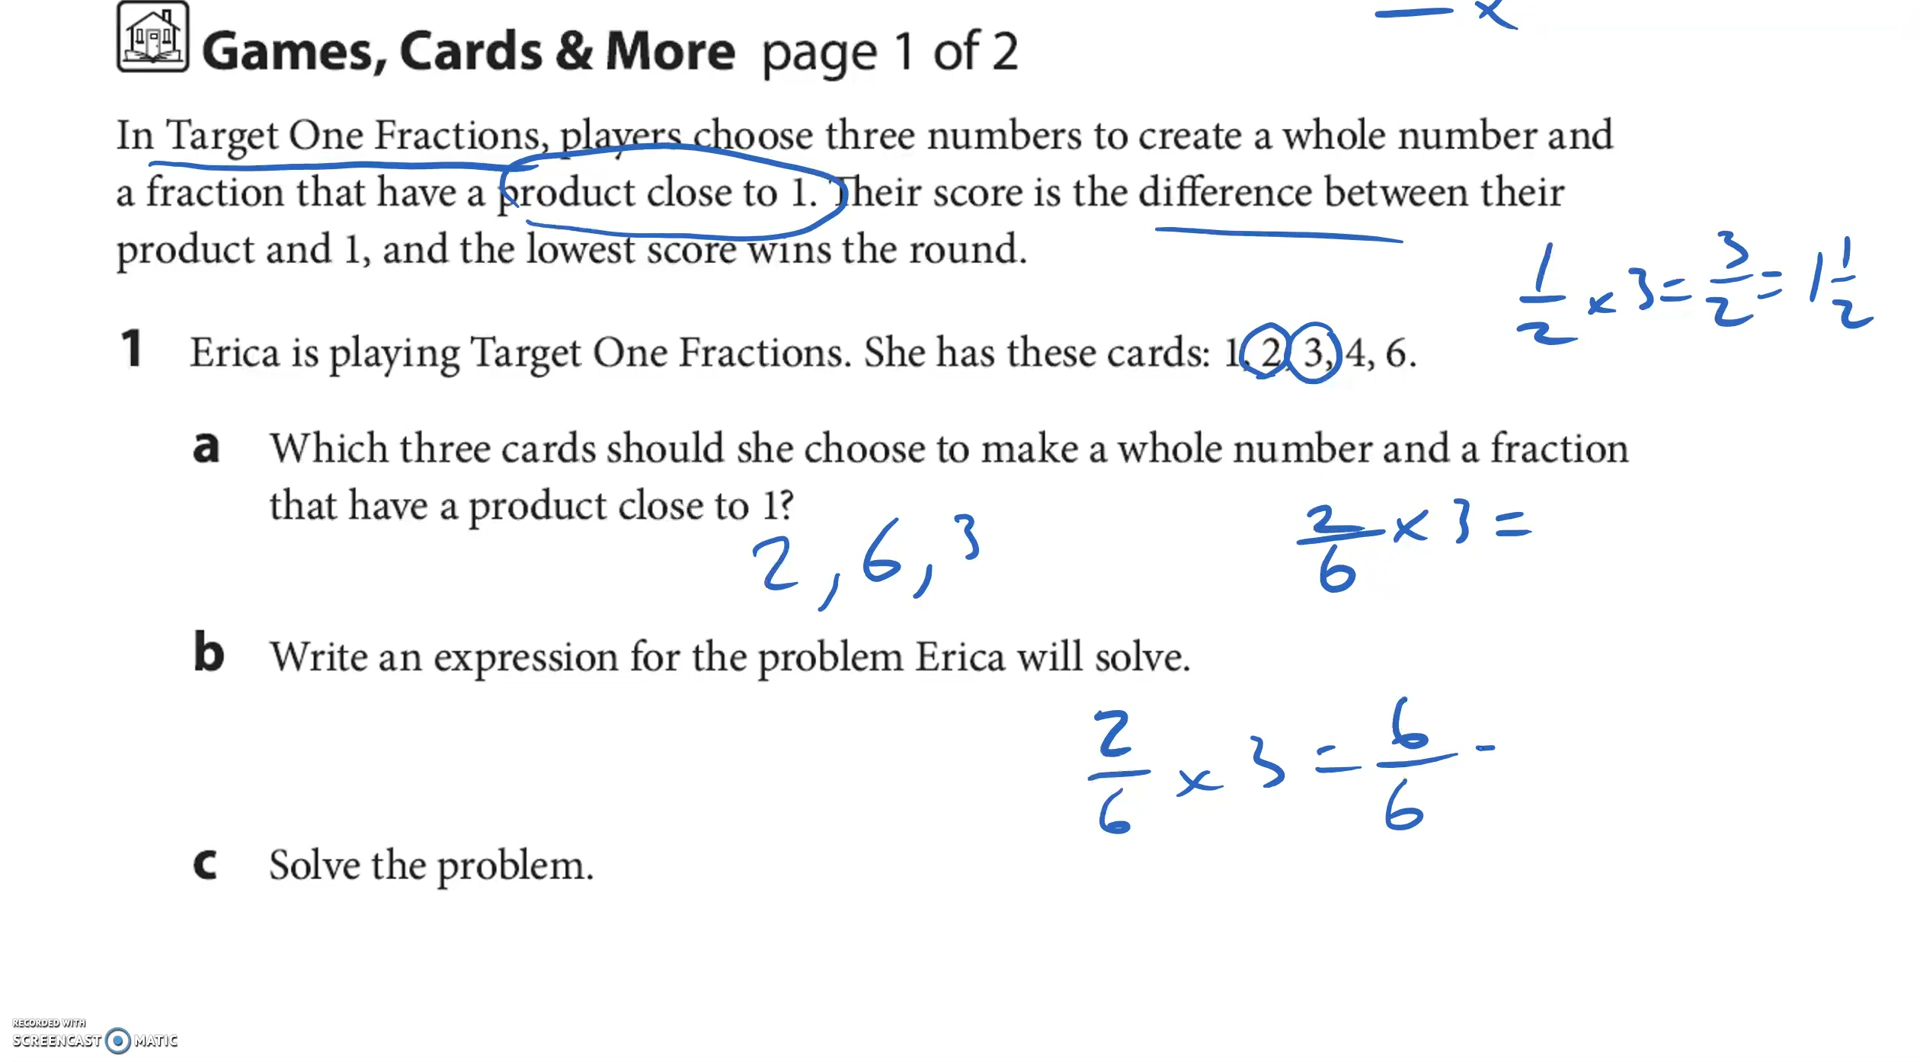 — ×
Games, Cards & More page 1 of 2
In Target One Fractions, players choose three numbers to create a whole number and
a fraction that have a product close to 1. Their score is the difference between their
product and 1, and the lowest score wins the round.
1/2 × 3 = 3/2 = 1 1/2
1 Erica is playing Target One Fractions. She has these cards: 1, 2, 3, 4, 6.
a Which three cards should she choose to make a whole number and a fraction
that have a product close to 1?
2, 6, 3
2/6 × 3 =
b Write an expression for the problem Erica will solve.
2/6 × 3 = 6/6 -
c Solve the problem.
RECORDED WITH
SCREENCAST MATIC